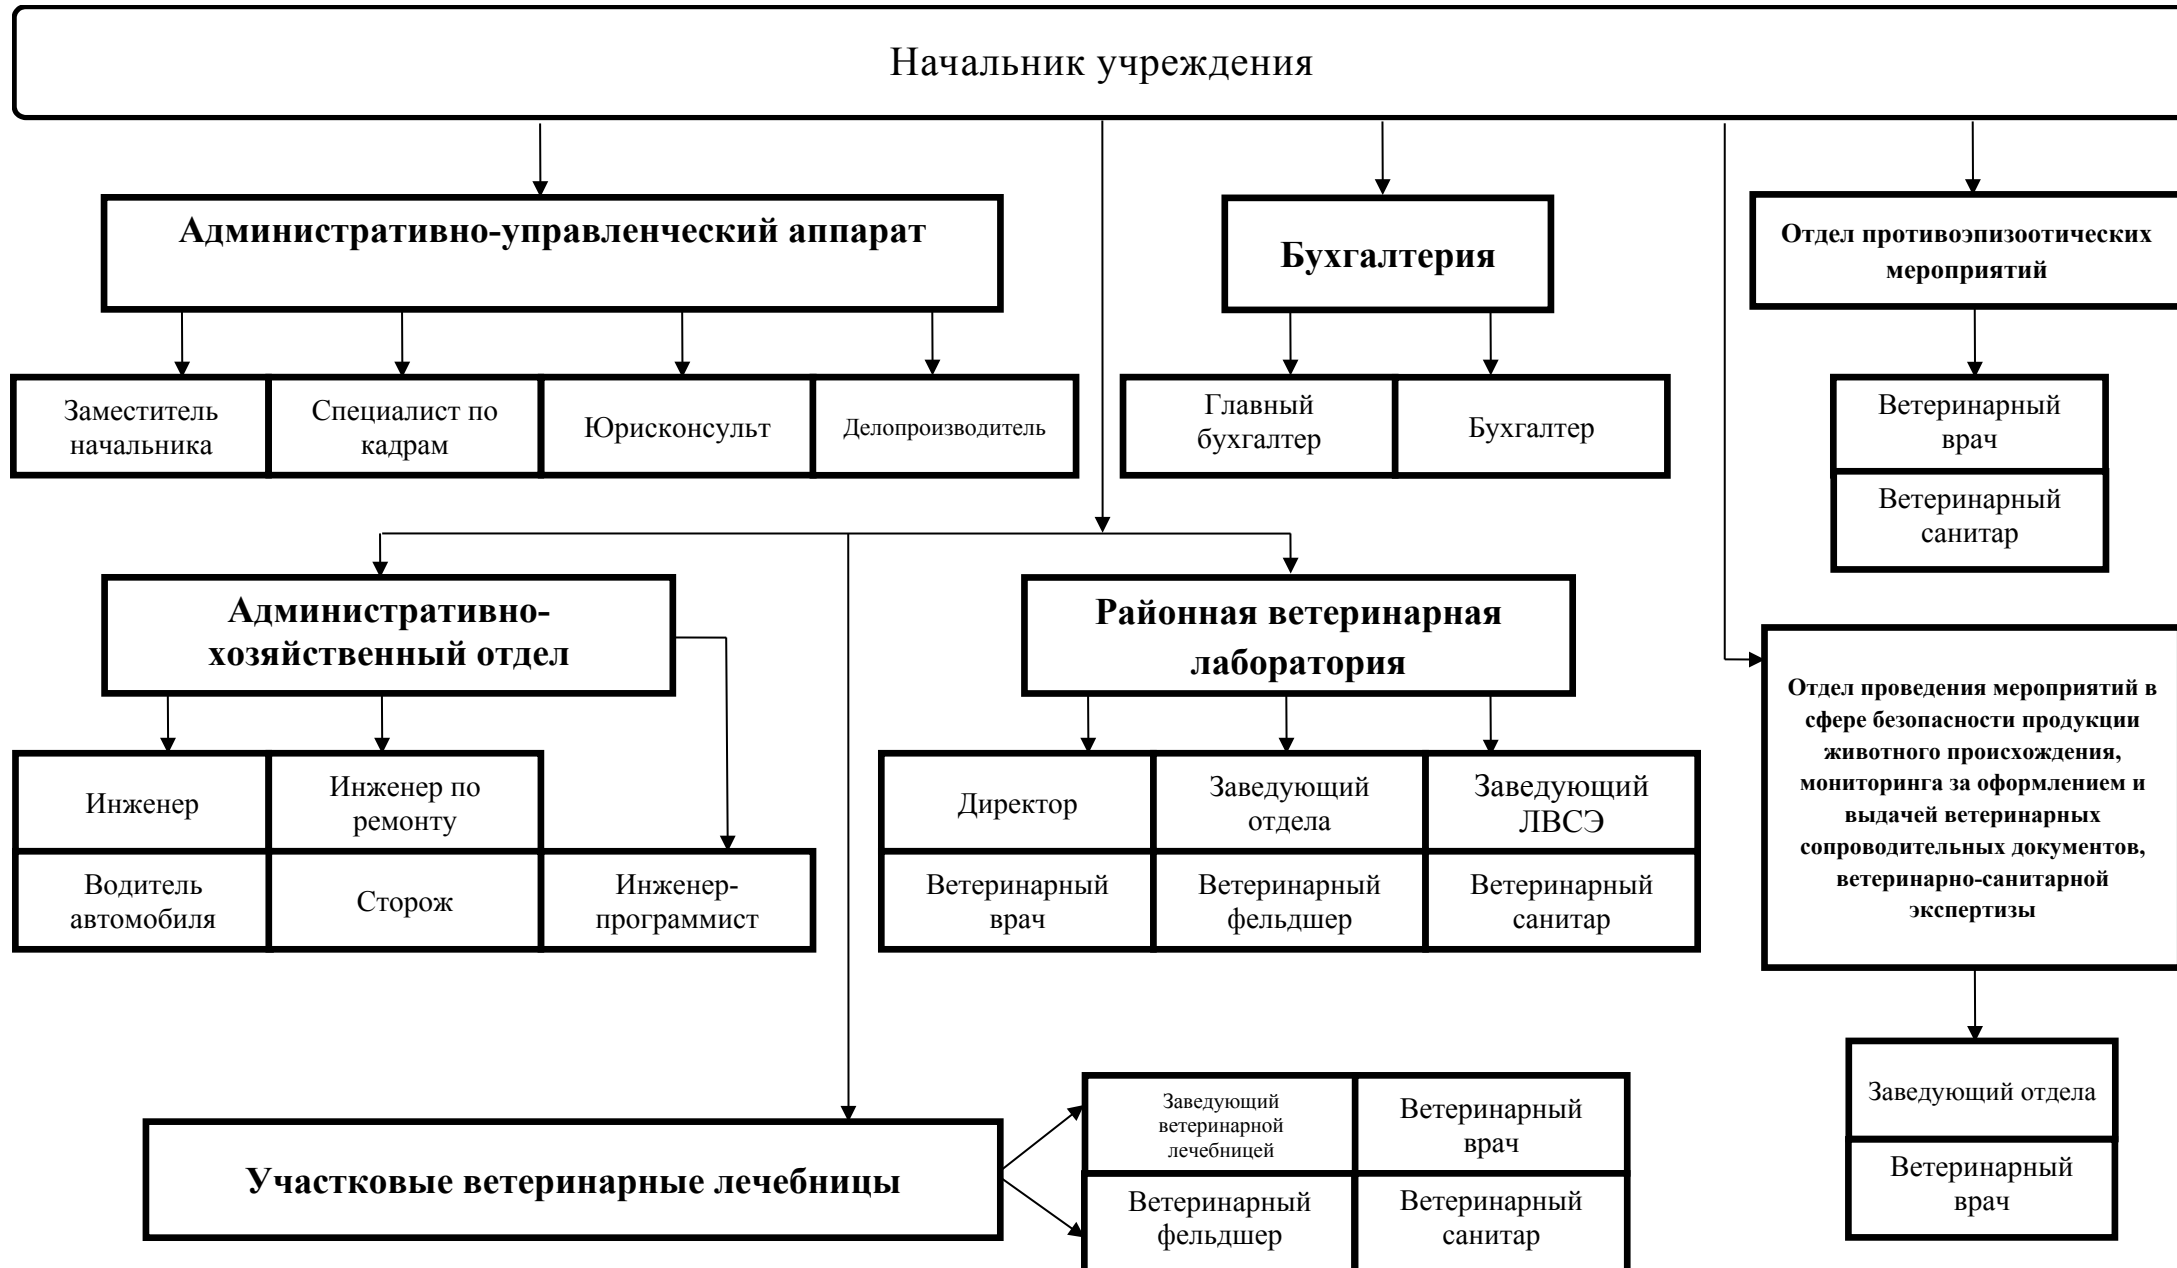 Начальник учреждения
Административно-управленческий аппарат
Бухгалтерия
Отдел противоэпизоотических
мероприятий
Заместитель
начальника
Специалист по
кадрам
Юрисконсульт
Делопроизводитель
Главный
бухгалтер
Бухгалтер
Ветеринарный
врач
Ветеринарный
санитар
Административно-
хозяйственный отдел
Районная ветеринарная
лаборатория
Отдел проведения мероприятий в
сфере безопасности продукции
животного происхождения,
мониторинга за оформлением и
выдачей ветеринарных
сопроводительных документов,
ветеринарно-санитарной
экспертизы
Инженер
Инженер по
ремонту
Водитель
автомобиля
Сторож
Инженер-
программист
Директор
Заведующий
отдела
Заведующий
ЛВСЭ
Ветеринарный
врач
Ветеринарный
фельдшер
Ветеринарный
санитар
Заведующий отдела
Ветеринарный
врач
Участковые ветеринарные лечебницы
Заведующий
ветеринарной
лечебницей
Ветеринарный
врач
Ветеринарный
фельдшер
Ветеринарный
санитар